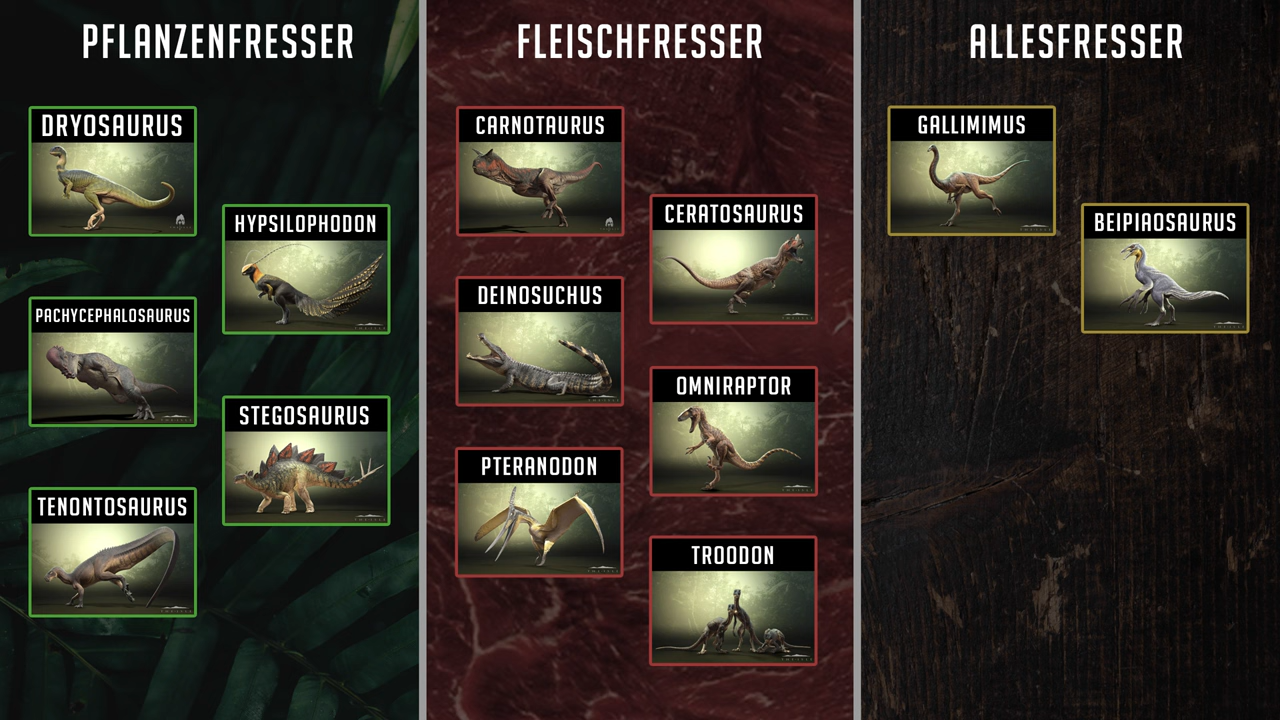 PFLANZENFRESSER
DRYOSAURUS
HYPSILOPHODON
PACHYCEPHALOSAURUS
STEGOSAURUS
TENONTOSAURUS
FLEISCHFRESSER
CARNOTAURUS
CERATOSAURUS
DEINOSUCHUS
OMNIRAPTOR
PTERANODON
TROODON
ALLESFRESSER
GALLIMIMUS
BEIPIAOSAURUS